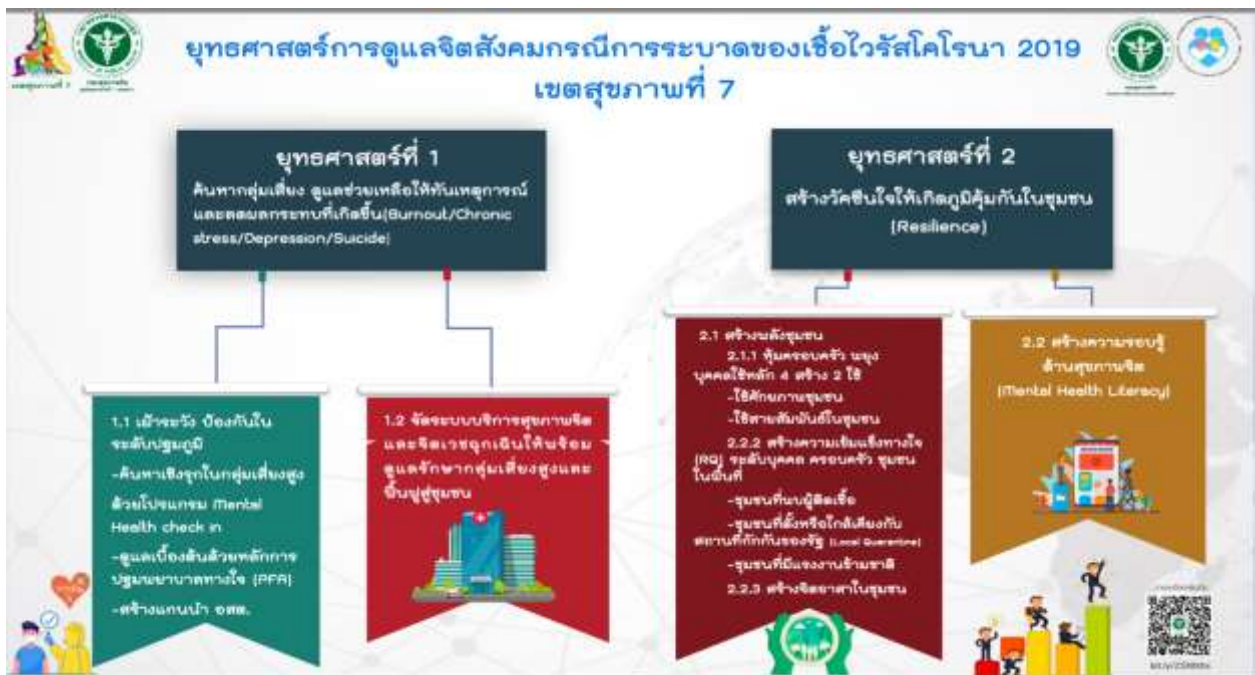 ยุทธศาสตร์การดูแลจิตสังคมกรณีการระบาดของเชื้อไวรัสโคโรนา 2019
เขตสุขภาพที่ 7
เขตสุขภาพที่ 7
ยุทธศาสตร์ที่ 1
ค้นหากลุ่มเสี่ยง ดูแลช่วยเหลือให้ทันเหตุการณ์
และลดผลกระทบที่เกิดขึ้น(Burnout/Chronic
stress/Depression/Suicide)
1.1 เฝ้าระวัง ป้องกันใน
ระดับปฐมภูมิ
-ค้นหาเชิงรุกในกลุ่มเสี่ยงสูง
ด้วยโปรแกรม Mental
Health check in
-ดูแลเบื้องต้นด้วยหลักการ
ปฐมพยาบาลทางใจ (PFA)
-สร้างแกนนำ อสต.
1.2 จัดระบบบริการสุขภาพจิต
และจิตเวชฉุกเฉินให้พร้อม
ดูแลรักษากลุ่มเสี่ยงสูงและ
ฟื้นฟูสู่ชุมชน
ยุทธศาสตร์ที่ 2
สร้างวัคซีนใจให้เกิดภูมิคุ้มกันในชุมชน
(Resilience)
2.1 สร้างพลังชุมชน
2.1.1 หุ้มครอบครัว พยุง
บุคคลใช้หลัก 4 สร้าง 2 ใช้
-ใช้ศักยภาพชุมชน
-ใช้สายสัมพันธ์ในชุมชน
2.2.2 สร้างความเข้มแข็งทางใจ
(RQ) ระดับบุคคล ครอบครัว ชุมชน
ในพื้นที่
-ชุมชนที่พบผู้ติดเชื้อ
-ชุมชนที่ตั้งหรือใกล้เคียงกับ
สถานที่กักกันของรัฐ (Local Quarantine)
-ชุมชนที่มีแรงงานข้ามชาติ
2.2.3 สร้างจิตอาสาในชุมชน
2.2 สร้างความรอบรู้
ด้านสุขภาพจิต
(Mental Health Literacy)